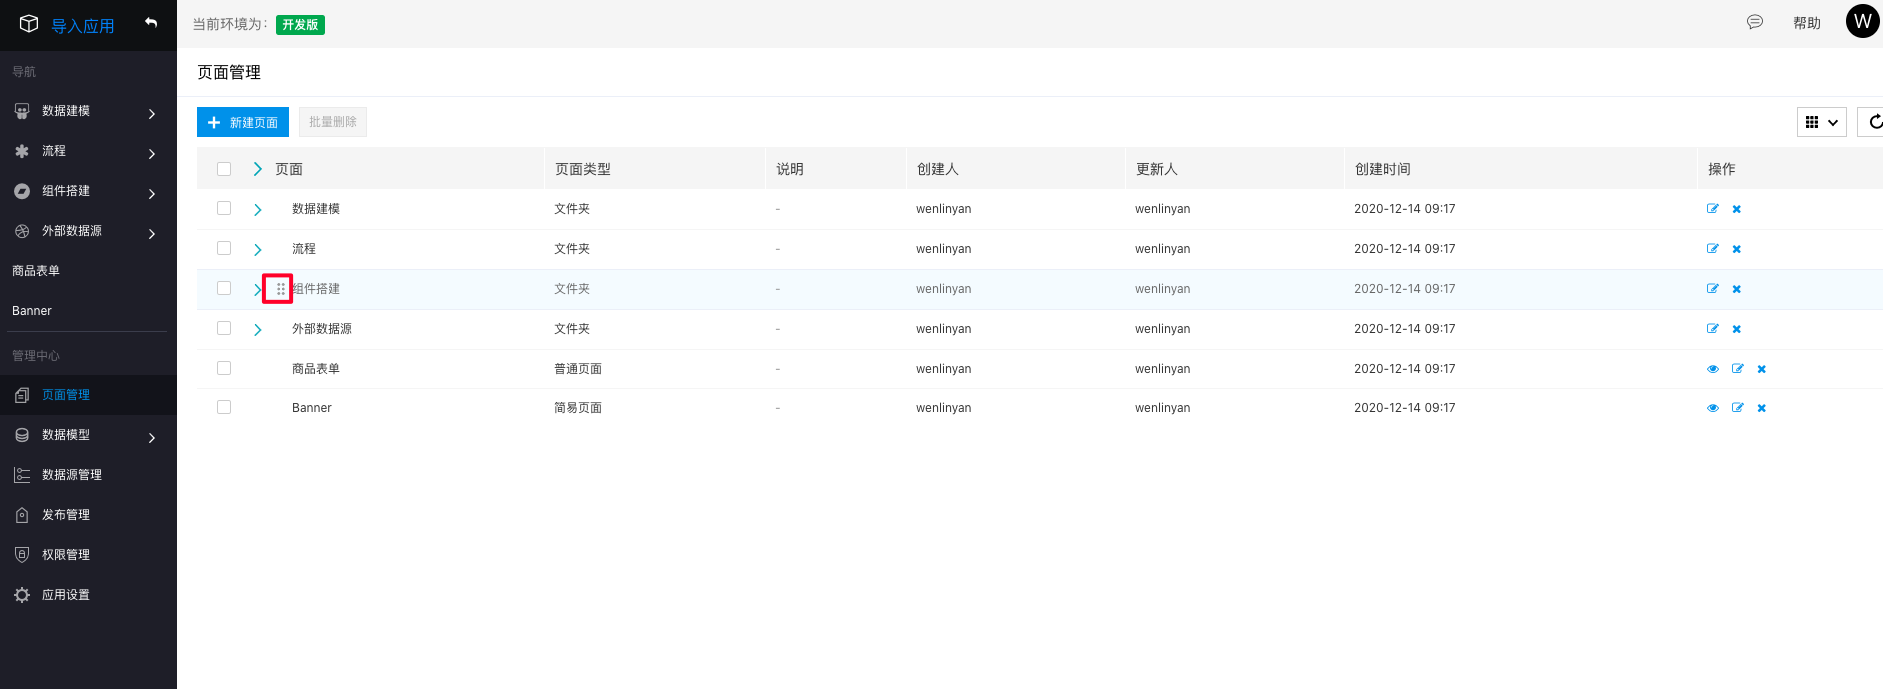 导入应用
当前环境为： 开发版
帮助
W
导航
数据建模
流程
组件搭建
外部数据源
商品表单
Banner
管理中心
页面管理
数据模型
数据源管理
发布管理
权限管理
应用设置
页面管理
新建页面 批量删除
页面 页面类型 说明 创建人 更新人 创建时间 操作
数据建模 文件夹 - wenlinyan wenlinyan 2020-12-14 09:17
流程 文件夹 - wenlinyan wenlinyan 2020-12-14 09:17
组件搭建 文件夹 - wenlinyan wenlinyan 2020-12-14 09:17
外部数据源 文件夹 - wenlinyan wenlinyan 2020-12-14 09:17
商品表单 普通页面 - wenlinyan wenlinyan 2020-12-14 09:17
Banner 简易页面 - wenlinyan wenlinyan 2020-12-14 09:17